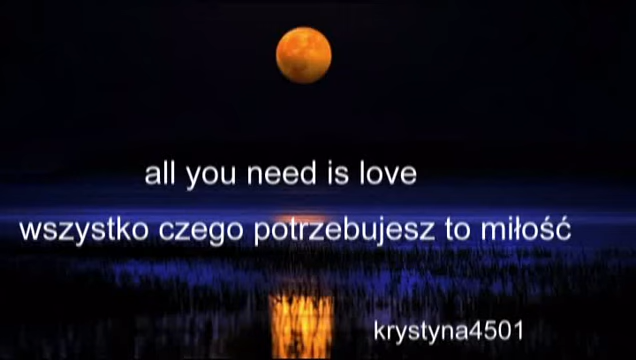 all you need is love
wszystko czego potrzebujesz to miłość
krystyna4501